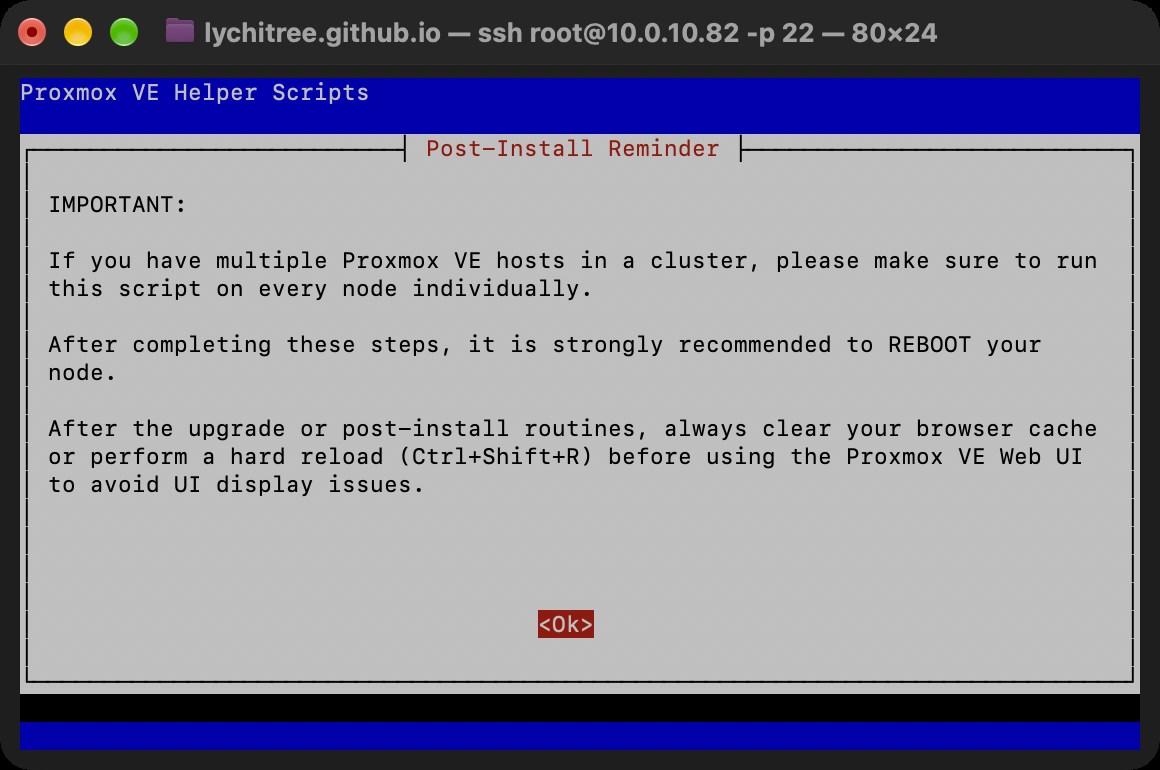 lychitree.github.io — ssh root@10.0.10.82 -p 22 — 80×24
Proxmox VE Helper Scripts
Post-Install Reminder
IMPORTANT:
If you have multiple Proxmox VE hosts in a cluster, please make sure to run
this script on every node individually.
After completing these steps, it is strongly recommended to REBOOT your
node.
After the upgrade or post-install routines, always clear your browser cache
or perform a hard reload (Ctrl+Shift+R) before using the Proxmox VE Web UI
to avoid UI display issues.
<Ok>